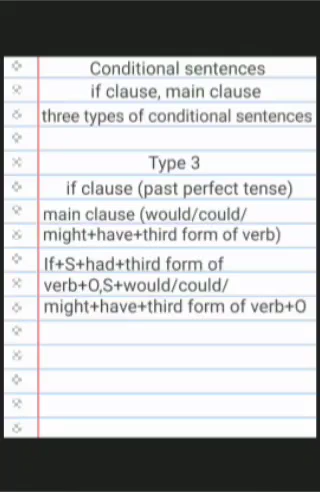 Conditional sentences
if clause, main clause
three types of conditional sentences
Type 3
if clause (past perfect tense)
main clause (would/could/
might+have+third form of verb)
If+S+had+third form of
verb+O,S+would/could/
might+have+third form of verb+O